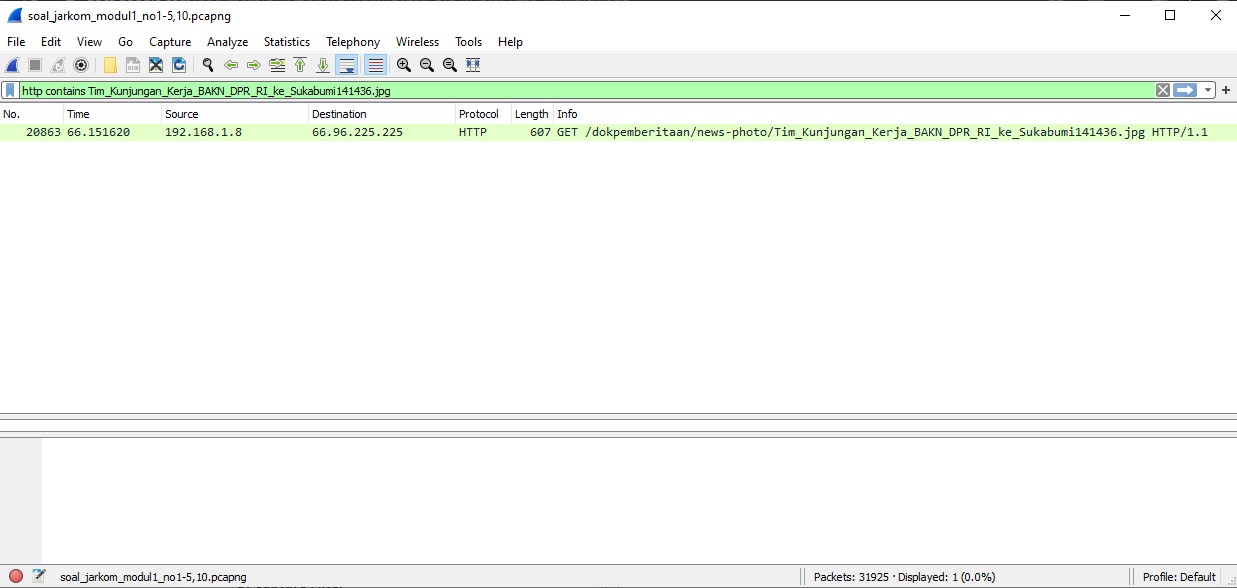 soal_jarkom_modul1_no1-5,10.pcapng
File Edit View Go Capture Analyze Statistics Telephony Wireless Tools Help
http contains Tim_Kunjungan_Kerja_BAKN_DPR_RI_ke_Sukabumi141436.jpg
No. Time Source Destination Protocol Length Info
20863 66.151620 192.168.1.8 66.96.225.225 HTTP 607 GET /dokpemberitaan/news-photo/Tim_Kunjungan_Kerja_BAKN_DPR_RI_ke_Sukabumi141436.jpg HTTP/1.1
soal_jarkom_modul1_no1-5,10.pcapng Packets: 31925 · Displayed: 1 (0.0%) Profile: Default